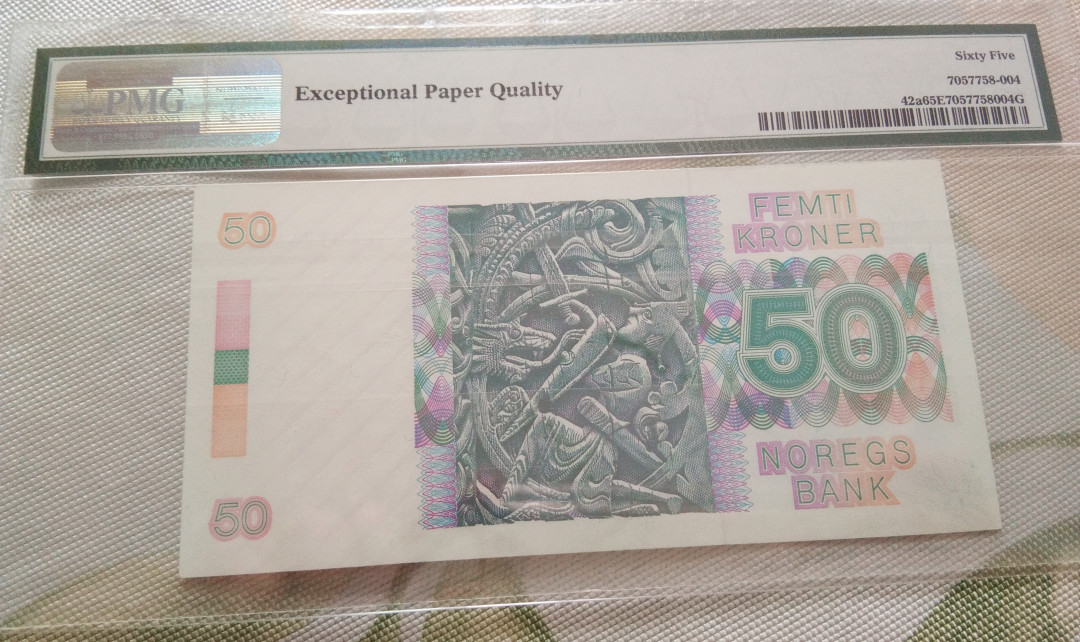 PMG
Exceptional Paper Quality
Sixty Five
7057758-004
42a65E7057758004G
50
FEMTI
KRONER
50
NOREGS
BANK
50